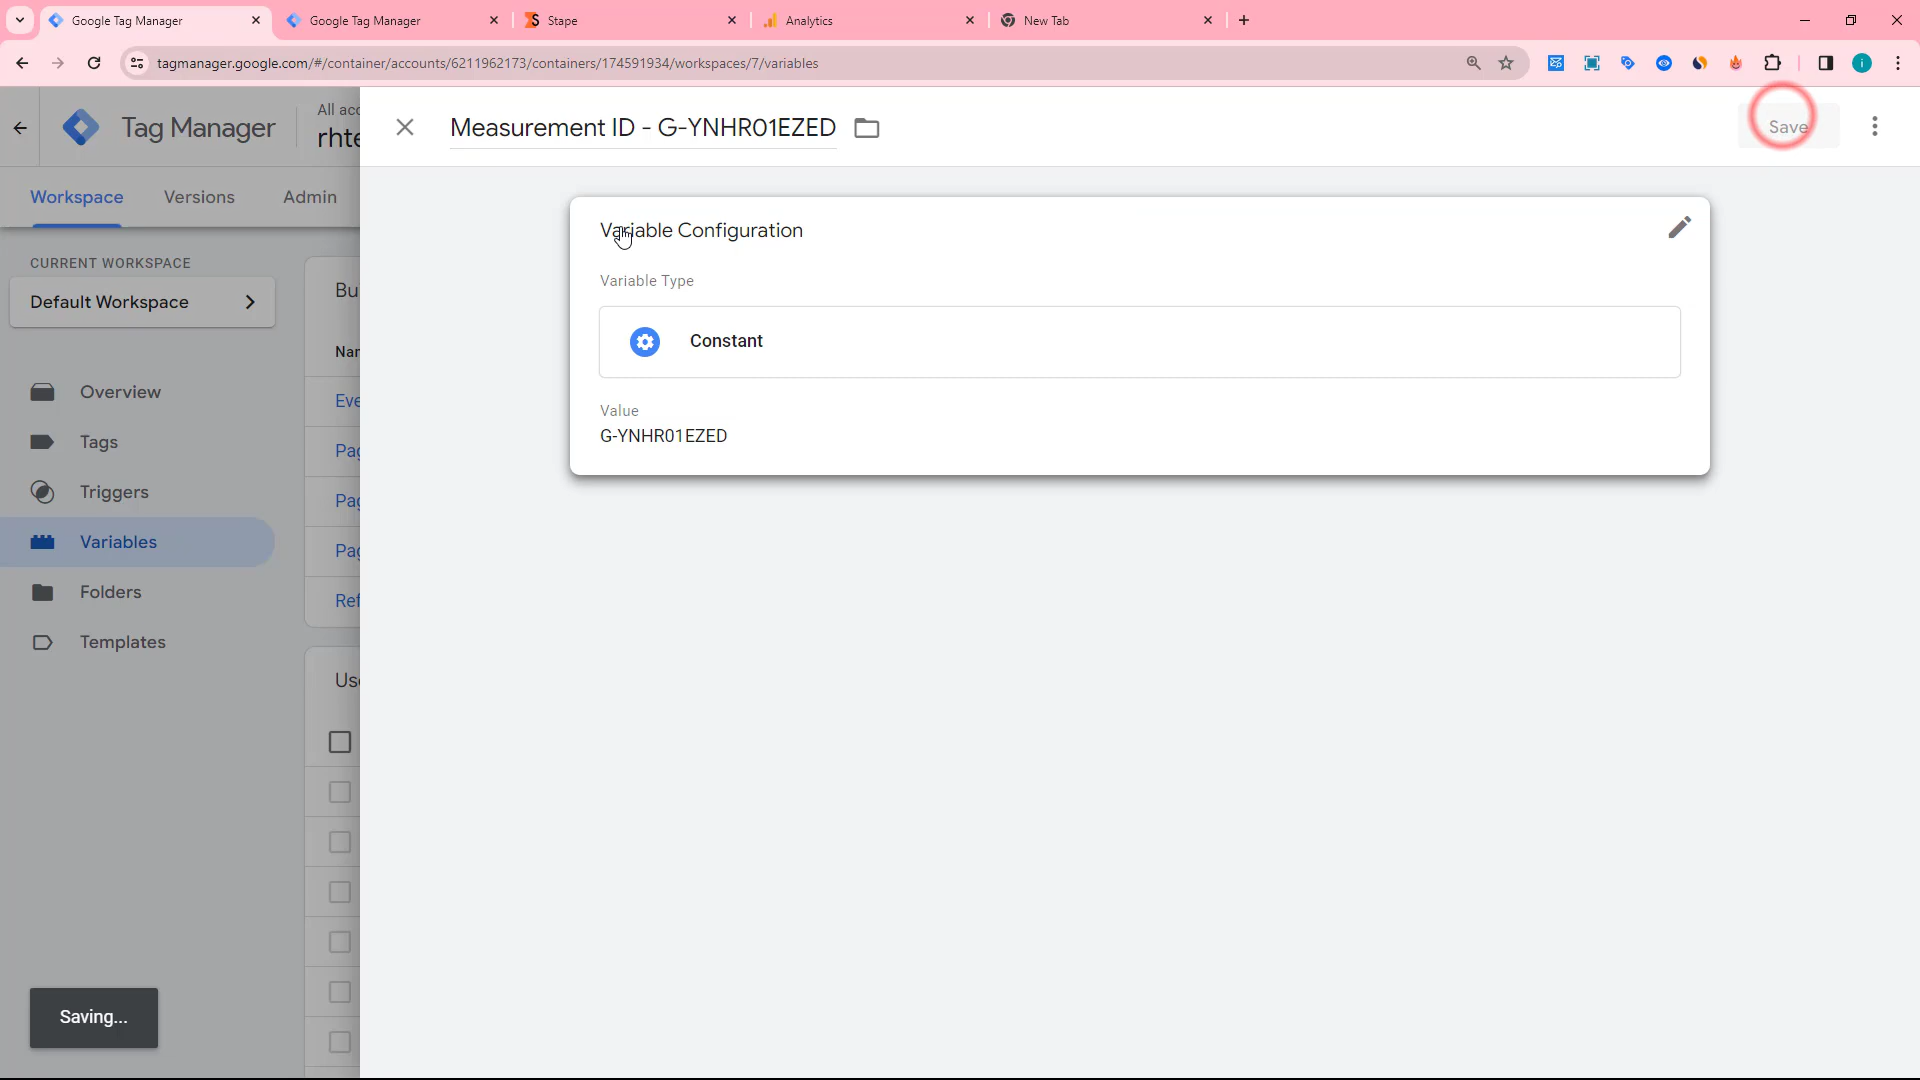 Google Tag Manager
Google Tag Manager
Stape
Analytics
New Tab
tagmanager.google.com/#/container/accounts/6211962173/containers/174591934/workspaces/7/variables
Tag Manager
All acc
rhte
Measurement ID - G-YNHR01EZED
Save
Workspace
Versions
Admin
Variable Configuration
CURRENT WORKSPACE
Default Workspace
Bu
Variable Type
Constant
Nar
Value
G-YNHR01EZED
Overview
Eve
Tags
Pag
Triggers
Pag
Variables
Pag
Folders
Ref
Templates
Use
Saving...